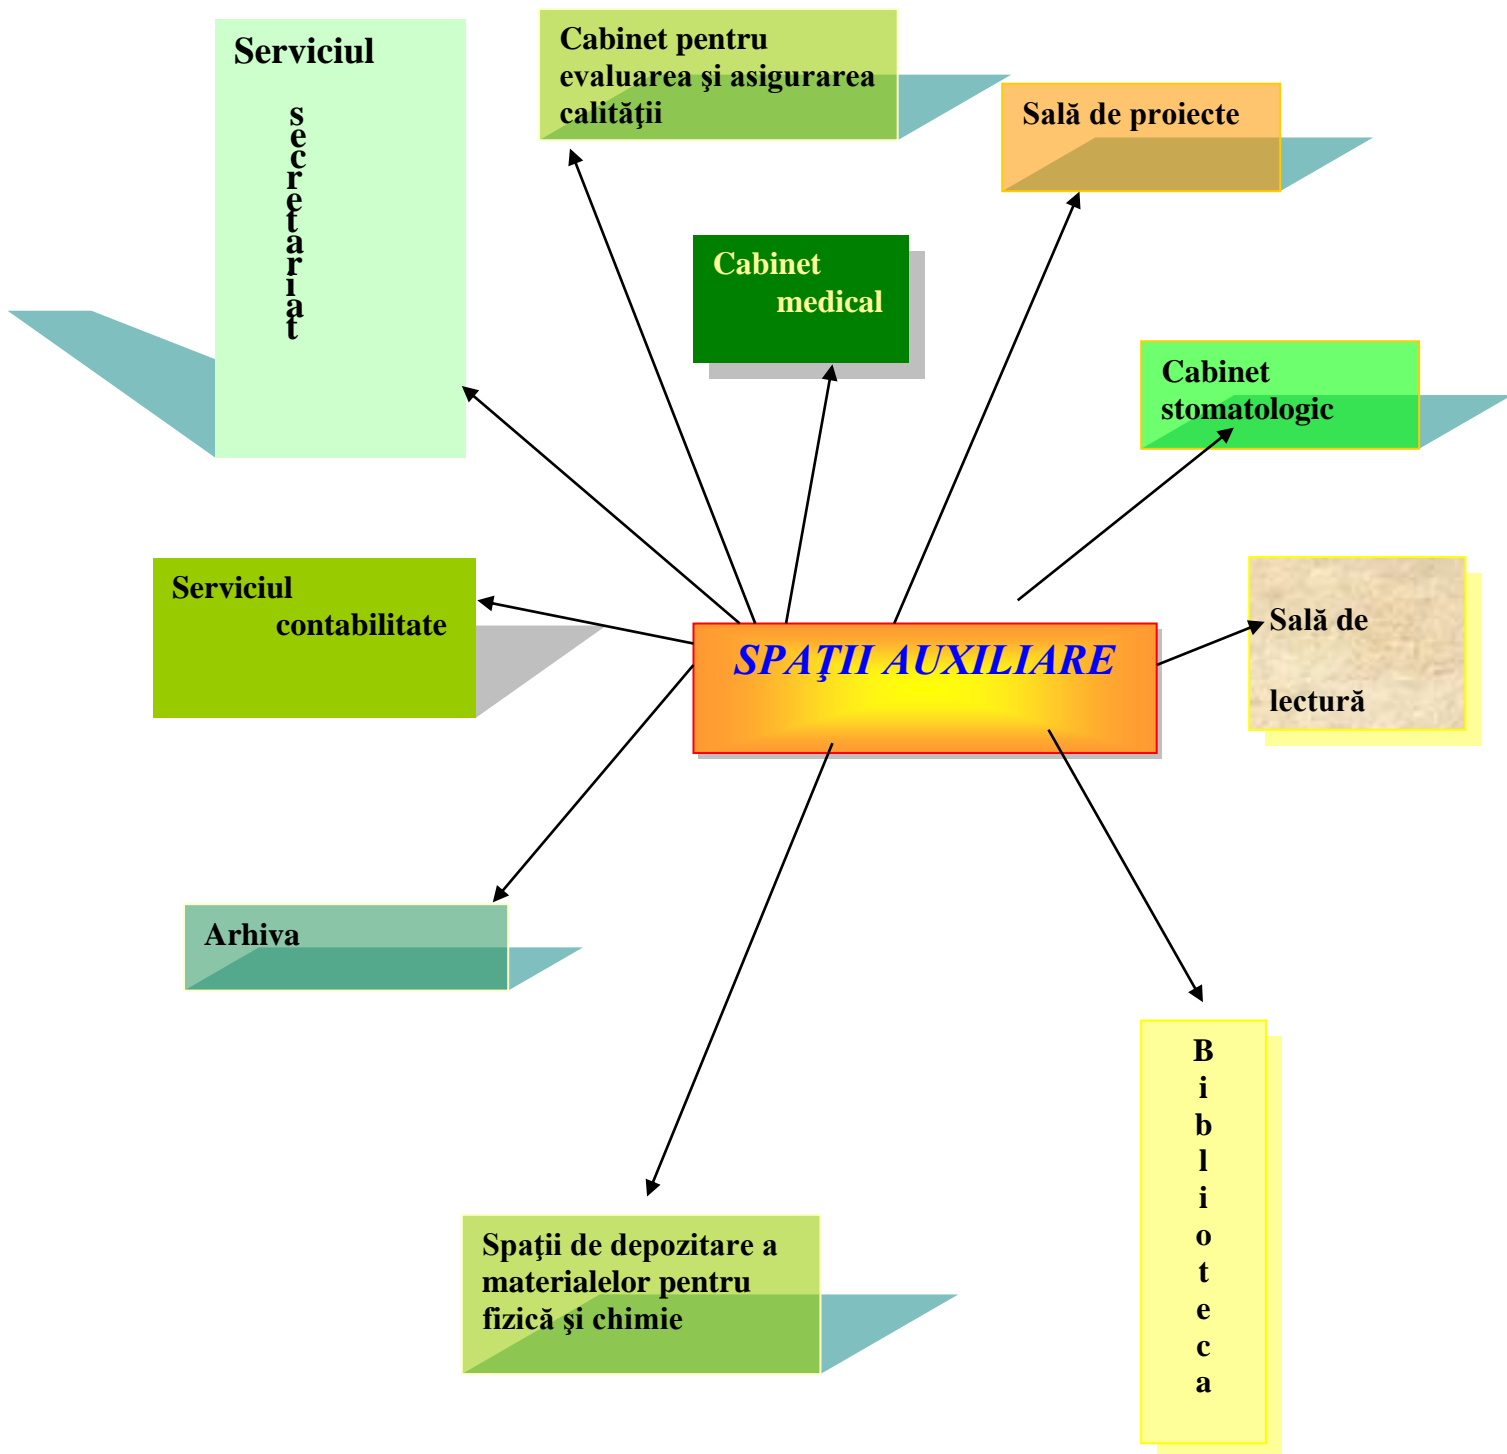 Serviciul
secretariat
Cabinet pentru
evaluarea şi asigurarea
calităţii
Sală de proiecte
Cabinet
medical
Cabinet
stomatologic
Serviciul
contabilitate
SPAŢII AUXILIARE
Sală de
lectură
Arhiva
Spaţii de depozitare a
materialelor pentru
fizică şi chimie
Biblioteca